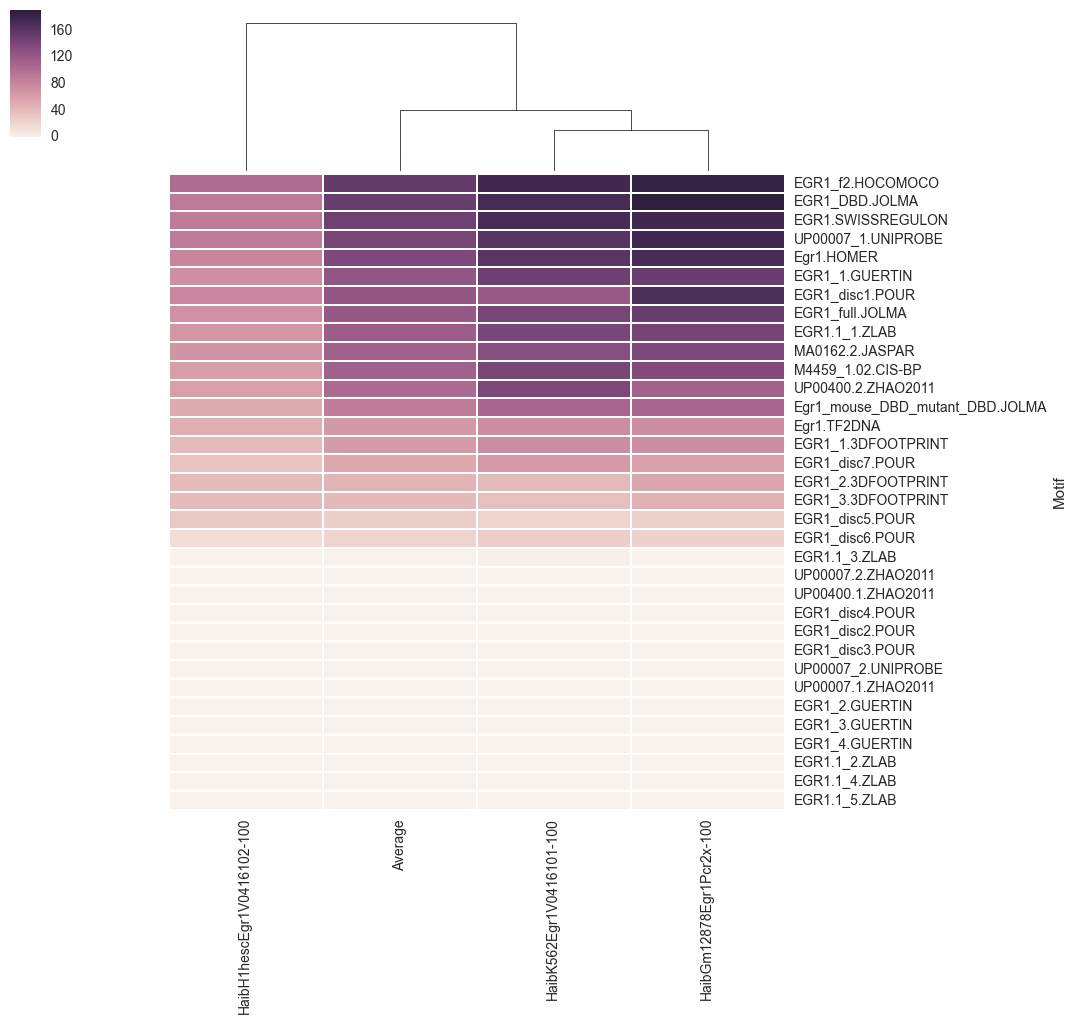 160
120
80
40
0
EGR1_f2.HOCOMOCO
EGR1_DBD.JOLMA
EGR1.SWISSREGULON
UP00007_1.UNIPROBE
Egr1.HOMER
EGR1_1.GUERTIN
EGR1_disc1.POUR
EGR1_full.JOLMA
EGR1.1_1.ZLAB
MA0162.2.JASPAR
M4459_1.02.CIS-BP
UP00400.2.ZHAO2011
Egr1_mouse_DBD_mutant_DBD.JOLMA
Egr1.TF2DNA
EGR1_1.3DFOOTPRINT
EGR1_disc7.POUR
EGR1_2.3DFOOTPRINT
EGR1_3.3DFOOTPRINT
EGR1_disc5.POUR
EGR1_disc6.POUR
EGR1.1_3.ZLAB
UP00007.2.ZHAO2011
UP00400.1.ZHAO2011
EGR1_disc4.POUR
EGR1_disc2.POUR
EGR1_disc3.POUR
UP00007_2.UNIPROBE
UP00007.1.ZHAO2011
EGR1_2.GUERTIN
EGR1_3.GUERTIN
EGR1_4.GUERTIN
EGR1.1_2.ZLAB
EGR1.1_4.ZLAB
EGR1.1_5.ZLAB
Motif
HaibH1hescEgr1V0416102-100
Average
HaibK562Egr1V0416101-100
HaibGm12878Egr1Pcr2x-100